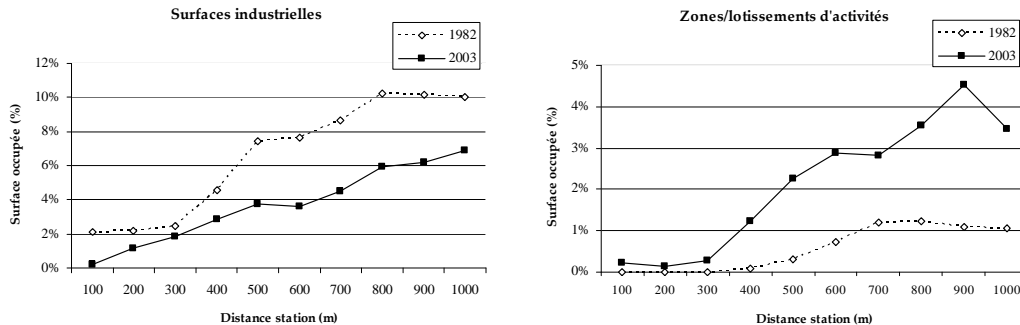 Surfaces industrielles
1982
2003
12%
10%
8%
6%
4%
2%
0%
Surface occupée (%)
100 200 300 400 500 600 700 800 900 1000
Distance station (m)
Zones/lotissements d'activités
1982
2003
5%
4%
3%
2%
1%
0%
Surface occupée (%)
100 200 300 400 500 600 700 800 900 1000
Distance station (m)